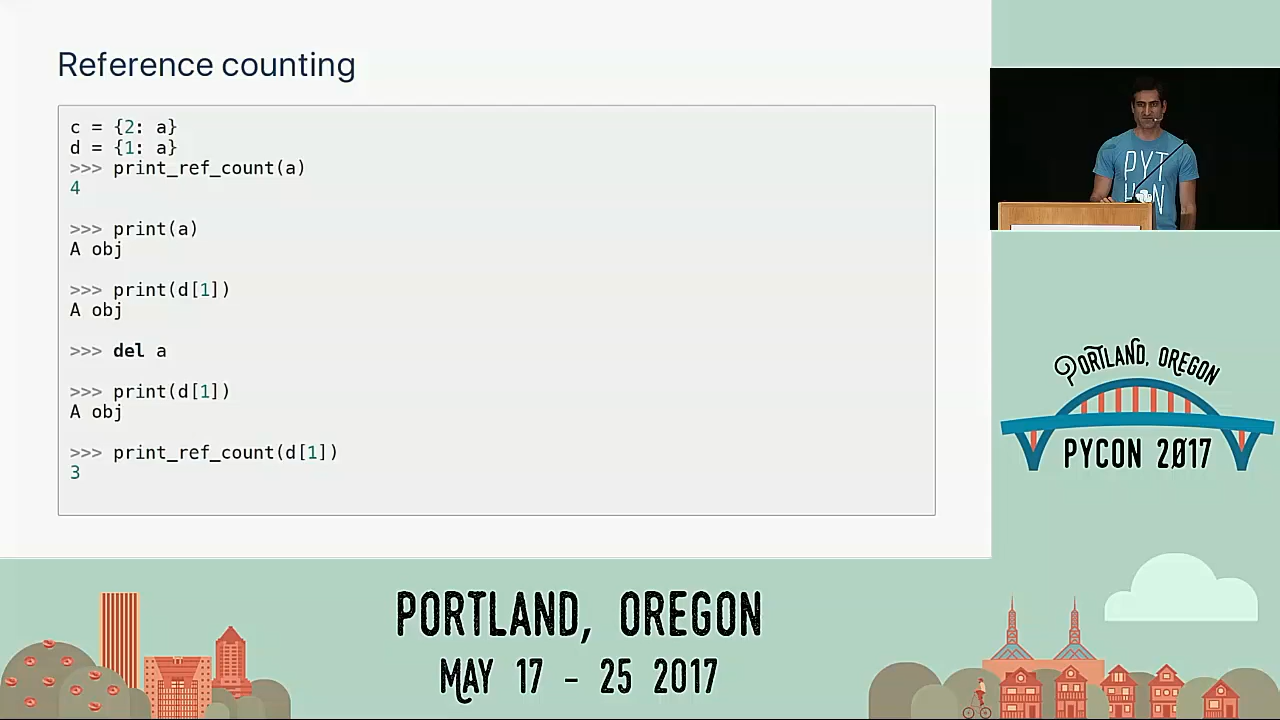 Reference counting
c = {2: a}
d = {1: a}
>>> print_ref_count(a)
4
>>> print(a)
A obj
>>> print(d[1])
A obj
>>> del a
>>> print(d[1])
A obj
>>> print_ref_count(d[1])
3
PYT
H N
PORTLAND, OREGON
PYCON 2017
PORTLAND, OREGON
MAY 17 - 25 2017